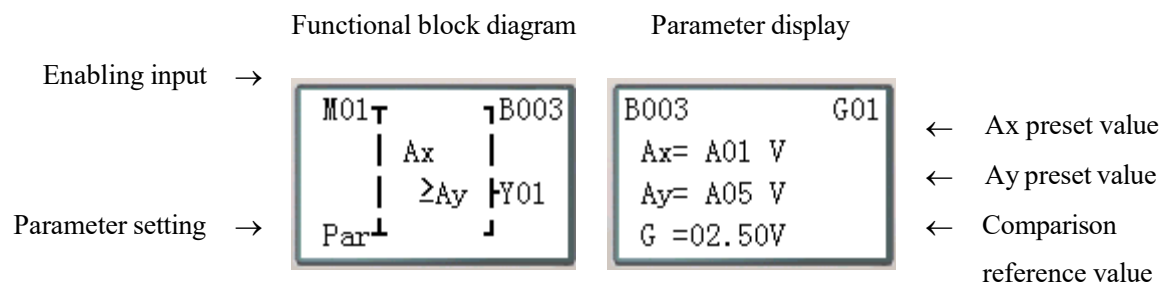 Functional block diagram
Parameter display
Enabling input →
M01 B003
Ax
≥Ay Y01
Par
Parameter setting →
B003 G01
Ax= A01 V
Ay= A05 V
G =02.50V
← Ax preset value
← Ay preset value
← Comparison
reference value